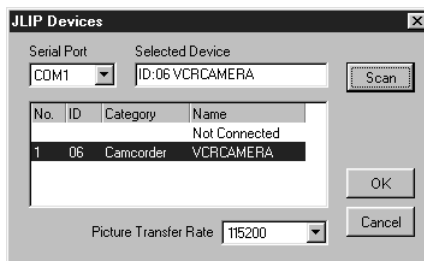 JLIP Devices
Serial Port Selected Device
COM1 ID:06 VCRCAMERA Scan
No. ID Category Name
Not Connected
1 06 Camcorder VCRCAMERA
OK
Picture Transfer Rate 115200 Cancel